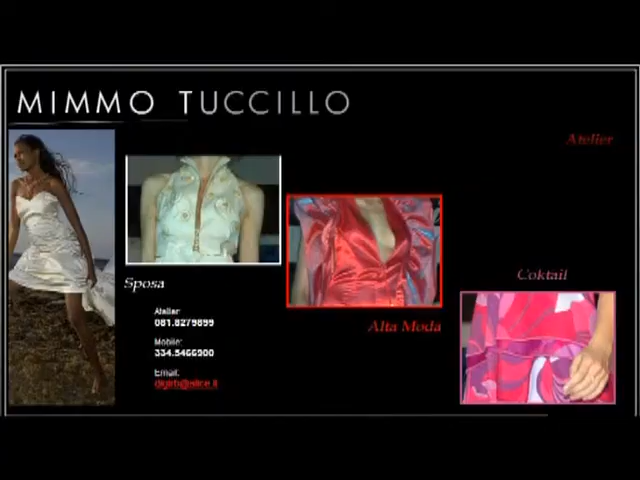 MIMMO TUCCILLO
Atelier
Sposa
Coktail
Alta Moda
Atelier
081.8279899
Mobile:
334.5466900
Email: